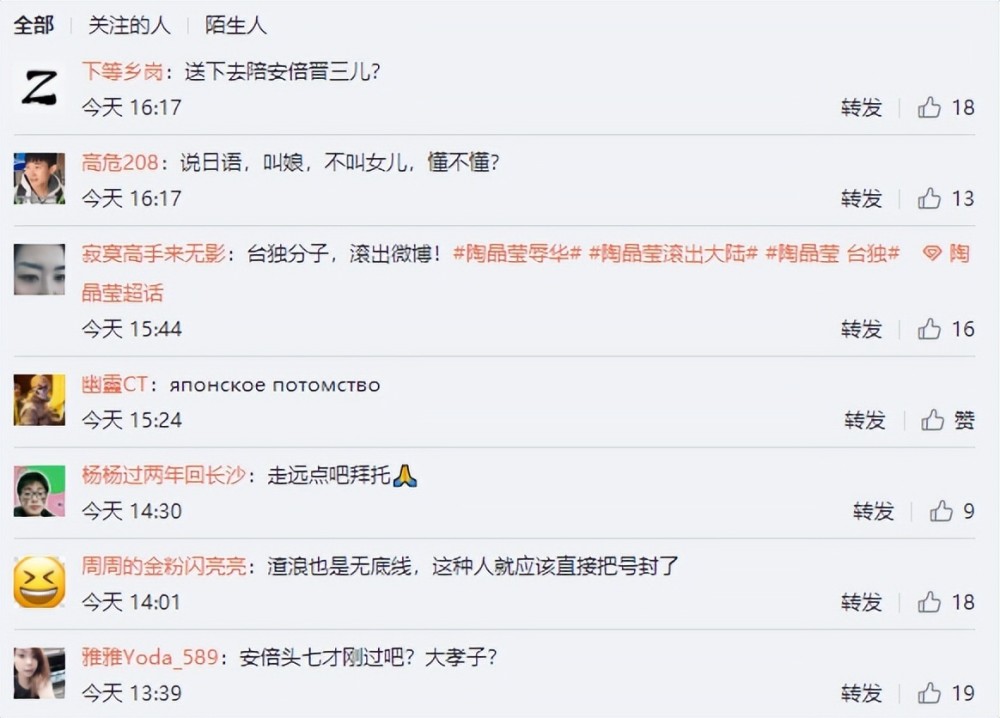 全部 关注的人 陌生人
下等乡岗：送下去陪安倍晋三儿？
今天 16:17 转发 18
高危208：说日语，叫娘，不叫女儿，懂不懂？
今天 16:17 转发 13
寂寞高手来无影：台独分子，滚出微博！#陶晶莹辱华# #陶晶莹滚出大陆# #陶晶莹 台独# 陶
晶莹超话
今天 15:44 转发 16
幽靈CT：японское потомство
今天 15:24 转发 赞
杨杨过两年回长沙：走远点吧拜托🙏
今天 14:30 转发 9
周周的金粉闪亮亮：渣浪也是无底线，这种人就应该直接把号封了
今天 14:01 转发 18
雅雅Yoda_589：安倍头七才刚过吧？大孝子？
今天 13:39 转发 19